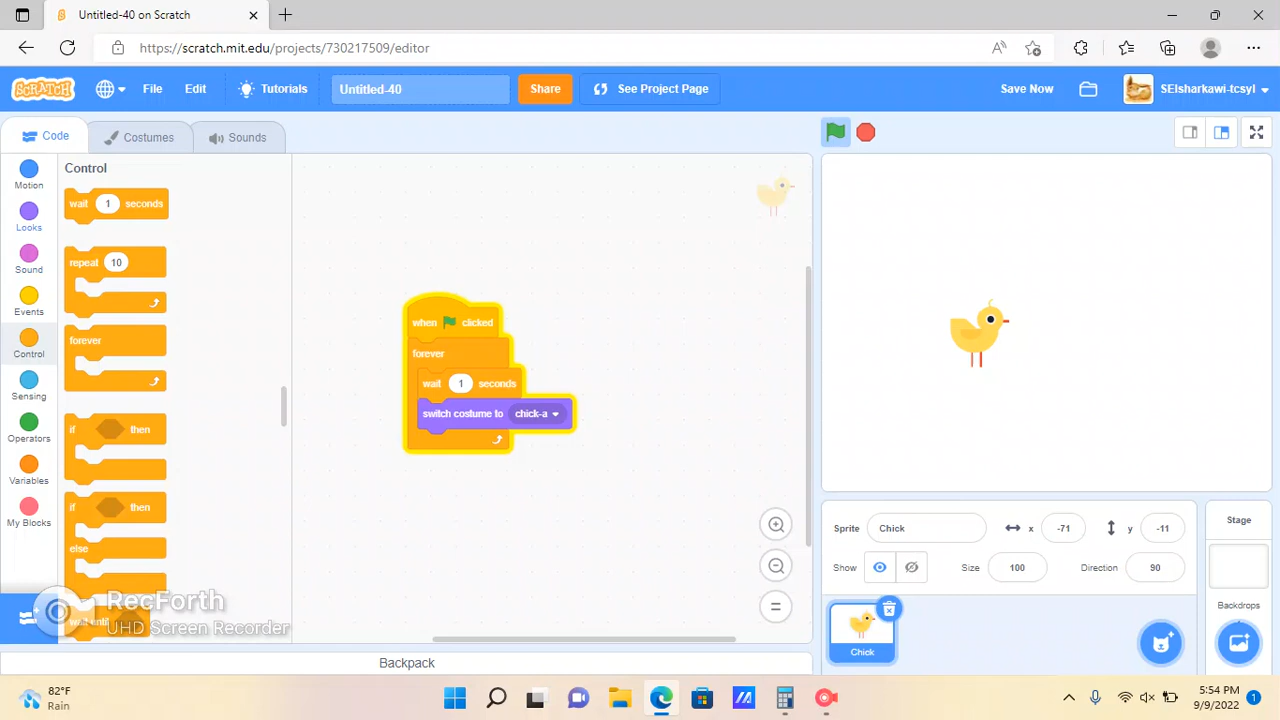 Untitled-40 on Scratch
https://scratch.mit.edu/projects/730217509/editor
SCRATCH
File
Edit
Tutorials
Untitled-40
Share
See Project Page
Save Now
SElsharkawi-tcsyl
Code
Costumes
Sounds
Motion
Looks
Sound
Events
Control
Sensing
Operators
Variables
My Blocks
Control
wait 1 seconds
repeat 10
forever
if then
if then
else
wait until
when clicked
forever
wait 1 seconds
switch costume to chick-a
Sprite Chick x -71 y -11
Show Size 100 Direction 90
Chick
Stage
Backdrops
RecForth
UHD Screen Recorder
Backpack
82°F
Rain
5:54 PM
9/9/2022
1